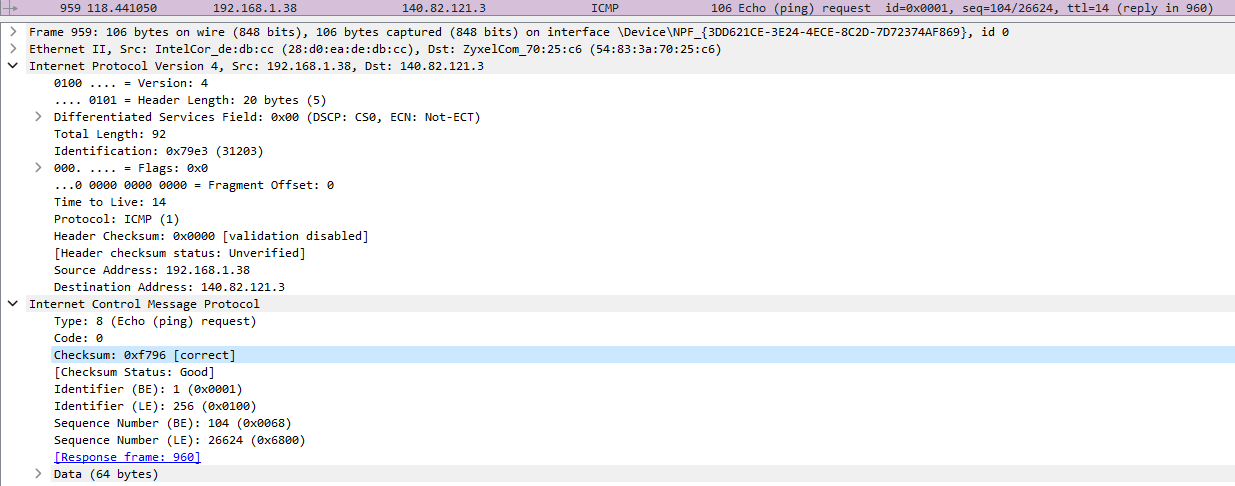 959 118.441050 192.168.1.38 140.82.121.3 ICMP 106 Echo (ping) request id=0x0001, seq=104/26624, ttl=14 (reply in 960)
Frame 959: 106 bytes on wire (848 bits), 106 bytes captured (848 bits) on interface \Device\NPF_{3DD621CE-3E24-4ECE-8C2D-7D72374AF869}, id 0
Ethernet II, Src: IntelCor_de:db:cc (28:d0:ea:de:db:cc), Dst: ZyxelCom_70:25:c6 (54:83:3a:70:25:c6)
Internet Protocol Version 4, Src: 192.168.1.38, Dst: 140.82.121.3
0100 .... = Version: 4
.... 0101 = Header Length: 20 bytes (5)
Differentiated Services Field: 0x00 (DSCP: CS0, ECN: Not-ECT)
Total Length: 92
Identification: 0x79e3 (31203)
000. .... = Flags: 0x0
...0 0000 0000 0000 = Fragment Offset: 0
Time to Live: 14
Protocol: ICMP (1)
Header Checksum: 0x0000 [validation disabled]
[Header checksum status: Unverified]
Source Address: 192.168.1.38
Destination Address: 140.82.121.3
Internet Control Message Protocol
Type: 8 (Echo (ping) request)
Code: 0
Checksum: 0xf796 [correct]
[Checksum Status: Good]
Identifier (BE): 1 (0x0001)
Identifier (LE): 256 (0x0100)
Sequence Number (BE): 104 (0x0068)
Sequence Number (LE): 26624 (0x6800)
[Response frame: 960]
Data (64 bytes)